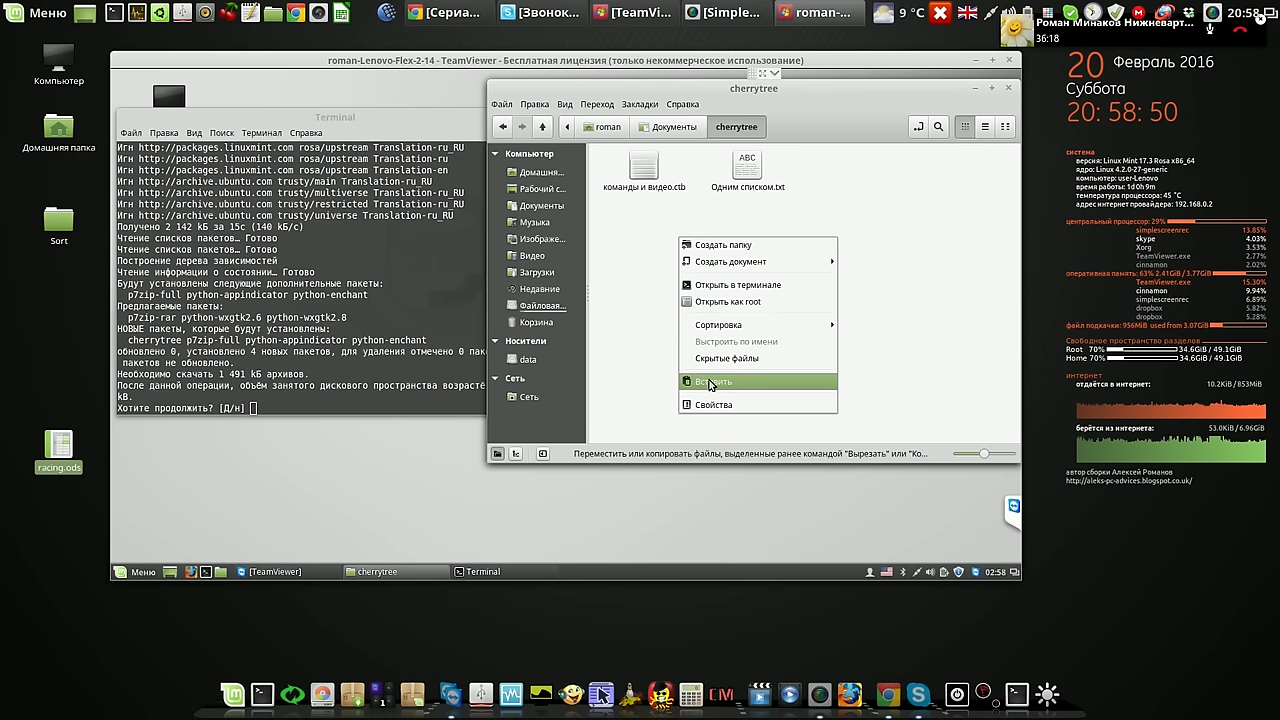 Меню
[Сериа...
[Звонок...
[TeamVi...
[Simple...
roman-...
9 °C
20:58
Роман Минаков Нижневарт...
36:18
Компьютер
Домашняя папка
Sort
racing.ods
roman-Lenovo-Flex-2-14 - TeamViewer - Бесплатная лицензия (только некоммерческое использование)
Terminal
Файл Правка Вид Поиск Терминал Справка
Игн http://packages.linuxmint.com rosa/upstream Translation-ru_RU
Игн http://packages.linuxmint.com rosa/upstream Translation-ru
Игн http://packages.linuxmint.com rosa/upstream Translation-en
Игн http://archive.ubuntu.com trusty/main Translation-ru_RU
Игн http://archive.ubuntu.com trusty/multiverse Translation-ru_RU
Игн http://archive.ubuntu.com trusty/restricted Translation-ru_RU
Игн http://archive.ubuntu.com trusty/universe Translation-ru_RU
Получено 2 142 kБ за 15с (140 kБ/c)
Чтение списков пакетов… Готово
Чтение списков пакетов… Готово
Построение дерева зависимостей
Чтение информации о состоянии… Готово
Будут установлены следующие дополнительные пакеты:
p7zip-full python-appindicator python-enchant
Предлагаемые пакеты:
p7zip-rar python-wxgtk2.6 python-wxgtk2.8
НОВЫЕ пакеты, которые будут установлены:
cherrytree p7zip-full python-appindicator python-enchant
обновлено 0, установлено 4 новых пакетов, для удаления отмечено 0 пак
пакетов не обновлено.
Необходимо скачать 1 491 kБ архивов.
После данной операции, объём занятого дискового пространства возрастё
kB.
Хотите продолжить? [Д/н]
cherrytree
Файл Правка Вид Переход Закладки Справка
roman Документы cherrytree
Компьютер
Домашня...
Рабочий с...
Документы
Музыка
Изображе...
Видео
Загрузки
Недавние
Файловая...
Корзина
Носители
data
Сеть
Сеть
ABC
команды и видео.ctb
Одним списком.txt
Создать папку
Создать документ
Открыть в терминале
Открыть как root
Сортировка
Выстроить по имени
Скрытые файлы
Вставить
Свойства
Переместить или копировать файлы, выделенные ранее командой "Вырезать" или "Ко...
Меню
[TeamViewer]
cherrytree
Terminal
02:58
20 Февраль 2016
Суббота
20: 58: 50
система
версия: Linux Mint 17.3 Rosa x86_64
ядро: Linux 4.2.0-27-generic
компьютер: user-Lenovo
время работы: 1d 0h 9m
температура процессора: 45 °C
адрес интернет провайдера: 192.168.0.2
центральный процессор: 29%
simplescreenrec 13.85%
skype 4.03%
Xorg 3.53%
TeamViewer.exe 2.77%
cinnamon 2.02%
оперативная память: 63% 2.41GiB / 3.77GiB
TeamViewer.exe 15.30%
cinnamon 9.94%
simplescreenrec 6.89%
dropbox 5.82%
dropbox 5.28%
файл подкачки: 956MiB used from 3.07GiB
Свободное пространство разделов
Root 70% 34.6GiB / 49.1GiB
Home 70% 34.6GiB / 49.1GiB
интернет
отдаётся в интернет: 10.2KiB / 853MiB
берётся из интернета: 53.0KiB / 6.96GiB
автор сборки Алексей Романов
http://aleks-pc-advices.blogspot.co.uk/